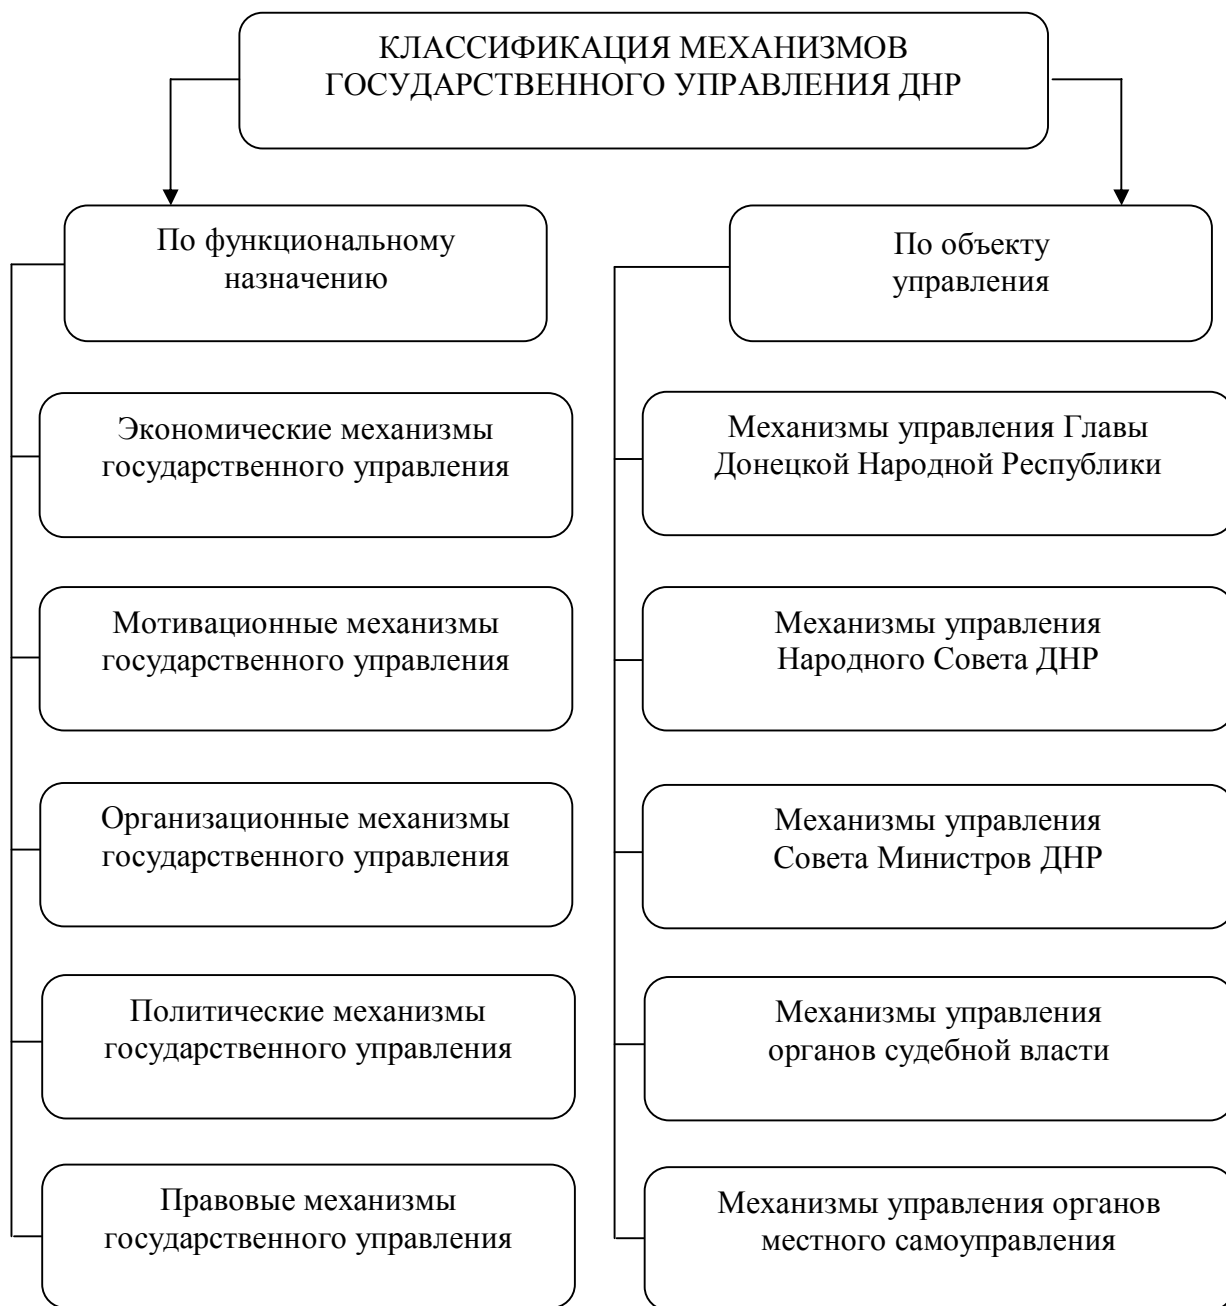 КЛАССИФИКАЦИЯ МЕХАНИЗМОВ
ГОСУДАРСТВЕННОГО УПРАВЛЕНИЯ ДНР
По функциональному
назначению
Экономические механизмы
государственного управления
Мотивационные механизмы
государственного управления
Организационные механизмы
государственного управления
Политические механизмы
государственного управления
Правовые механизмы
государственного управления
По объекту
управления
Механизмы управления Главы
Донецкой Народной Республики
Механизмы управления
Народного Совета ДНР
Механизмы управления
Совета Министров ДНР
Механизмы управления
органов судебной власти
Механизмы управления органов
местного самоуправления